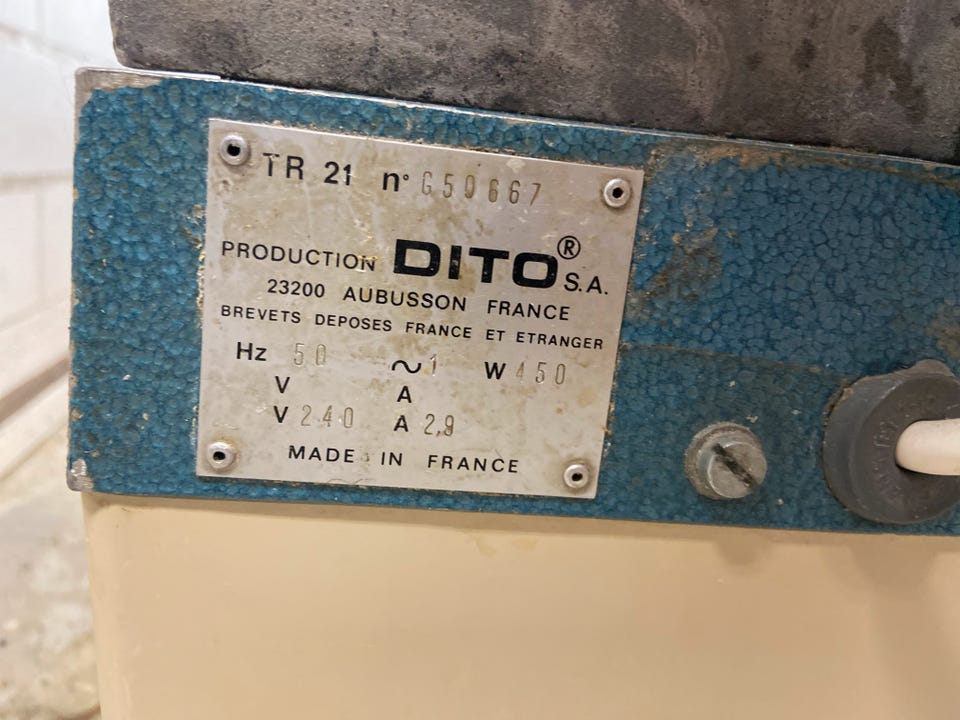 TR 21 n° G50667
PRODUCTION DITO® S.A.
23200 AUBUSSON FRANCE
BREVETS DEPOSES FRANCE ET ETRANGER
Hz 50 ~ 1 W 450
V A
V 240 A 2,9
MADE IN FRANCE